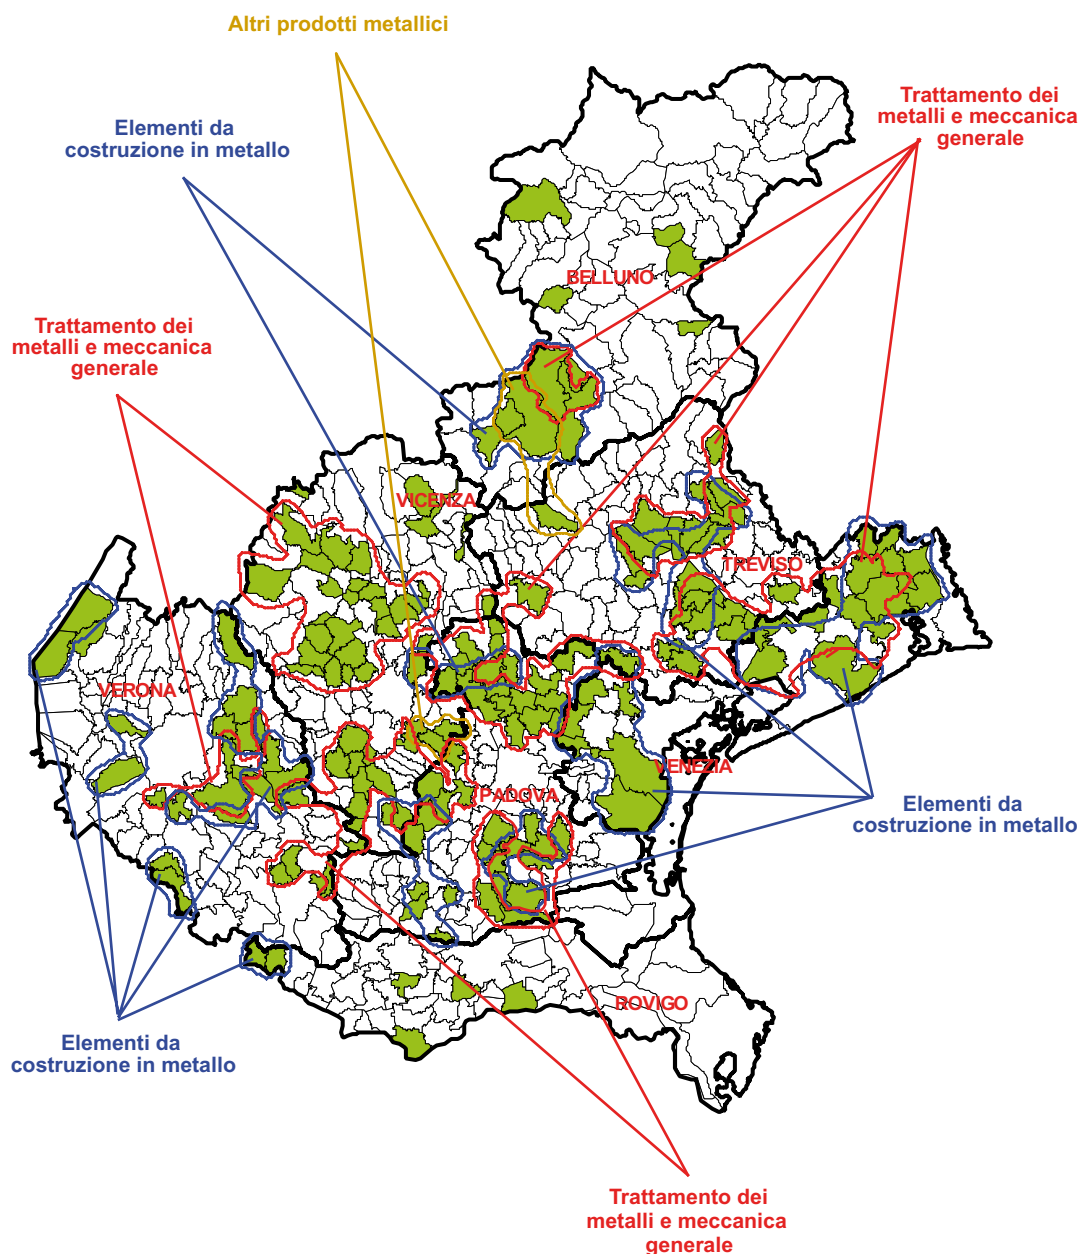 Altri prodotti metallici
Trattamento dei
metalli e meccanica
generale
Elementi da
costruzione in metallo
BELLUNO
Trattamento dei
metalli e meccanica
generale
VICENZA
TREVISO
VERONA
VENEZIA
PADOVA
Elementi da
costruzione in metallo
ROVIGO
Elementi da
costruzione in metallo
Trattamento dei
metalli e meccanica
generale